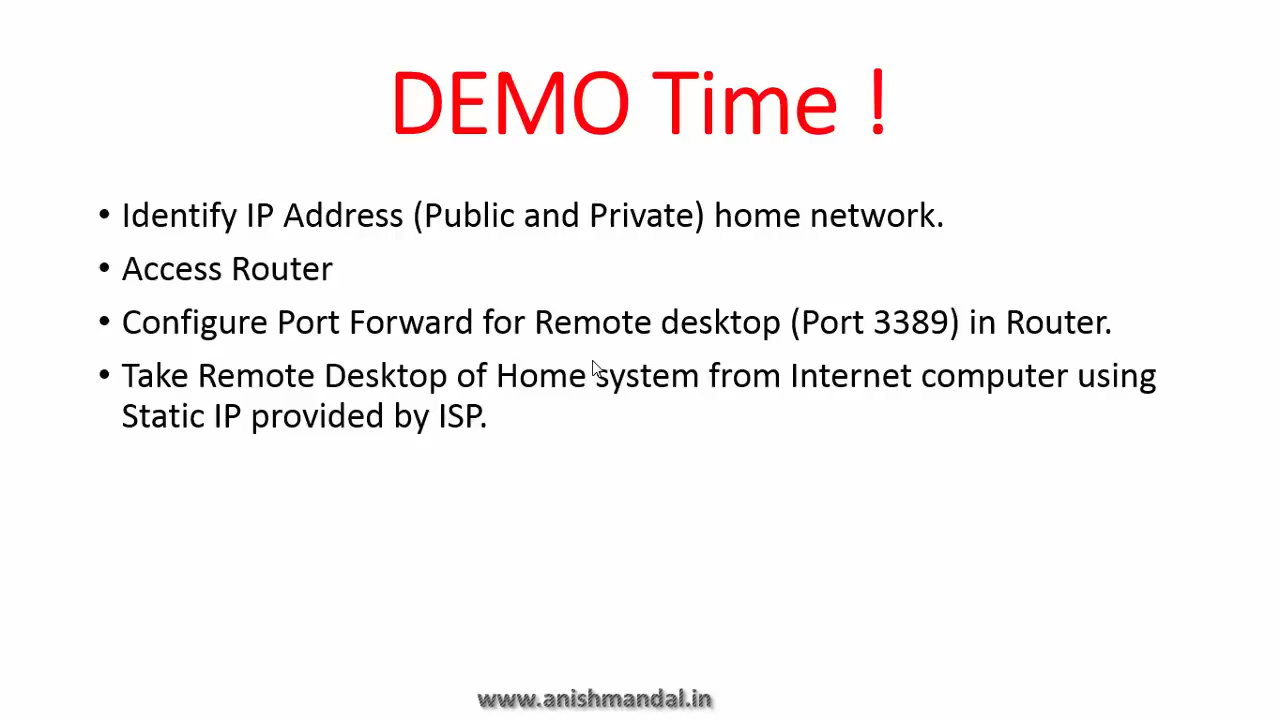 DEMO Time !
• Identify IP Address (Public and Private) home network.
• Access Router
• Configure Port Forward for Remote desktop (Port 3389) in Router.
• Take Remote Desktop of Home system from Internet computer using
Static IP provided by ISP.
www.anishmandal.in